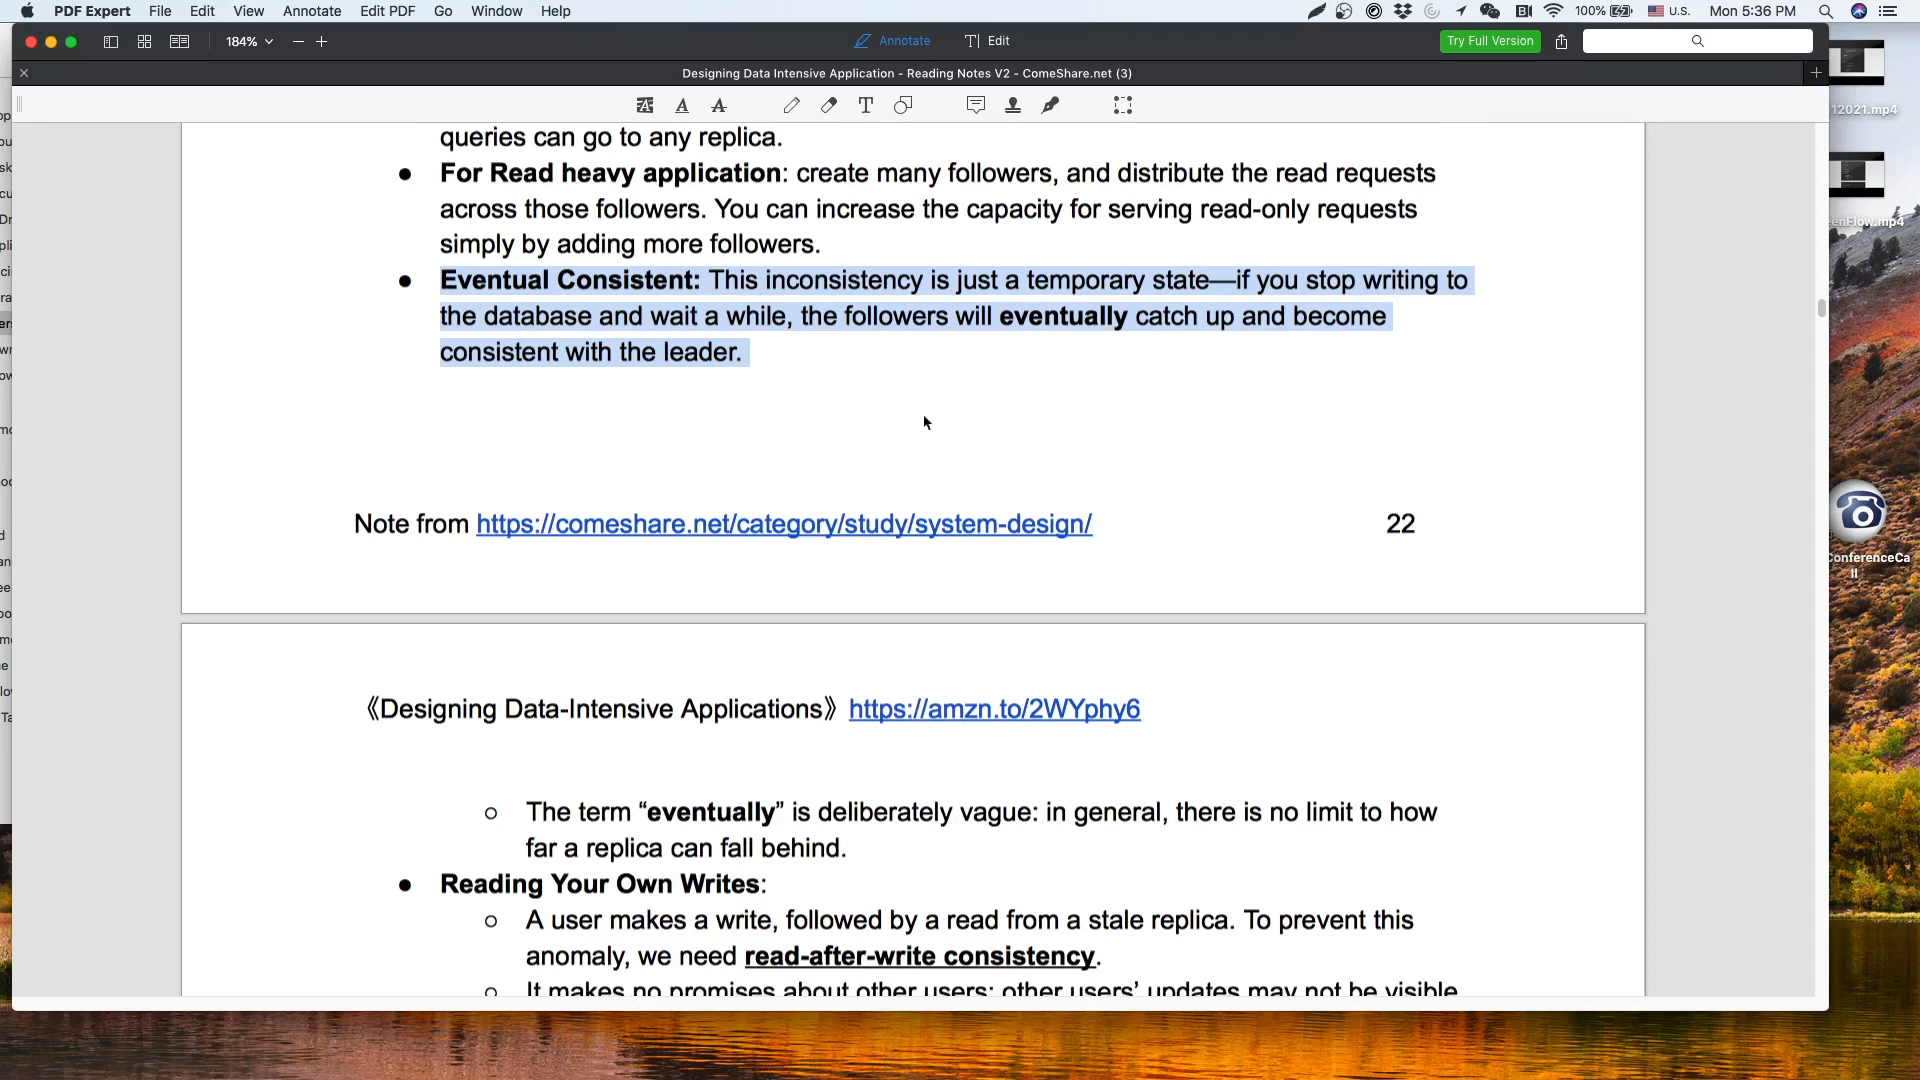 PDF Expert File Edit View Annotate Edit PDF Go Window Help 100% U.S. Mon 5:36 PM
184% Annotate Edit Try Full Version
Designing Data Intensive Application - Reading Notes V2 - ComeShare.net (3)
12021.mp4
enFlow.mp4
queries can go to any replica.
● For Read heavy application: create many followers, and distribute the read requests
across those followers. You can increase the capacity for serving read-only requests
simply by adding more followers.
● Eventual Consistent: This inconsistency is just a temporary state—if you stop writing to
the database and wait a while, the followers will eventually catch up and become
consistent with the leader.
Note from https://comeshare.net/category/study/system-design/ 22
ConferenceCa
ll
《Designing Data-Intensive Applications》 https://amzn.to/2WYphy6
○ The term “eventually” is deliberately vague: in general, there is no limit to how
far a replica can fall behind.
● Reading Your Own Writes:
○ A user makes a write, followed by a read from a stale replica. To prevent this
anomaly, we need read-after-write consistency.
○ It makes no promises about other users: other users’ updates may not be visible